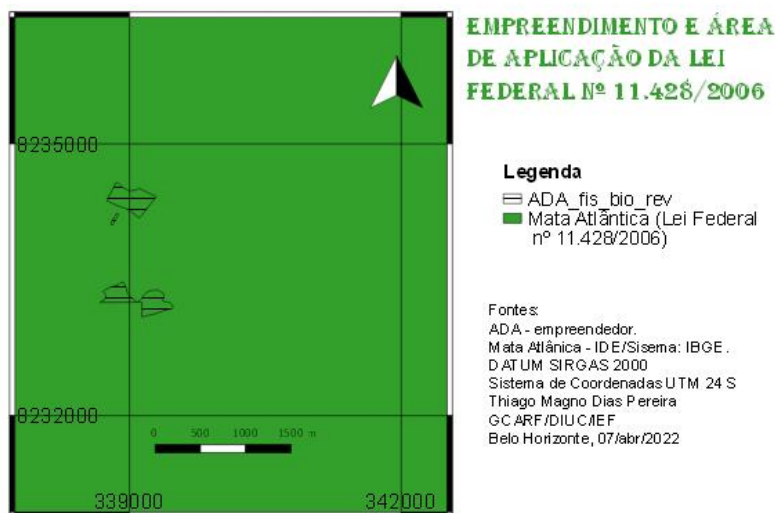 EMPREENDIMENTO E ÁREA
DE APLICAÇÃO DA LEI
FEDERAL Nº 11.428/2006
8235000
8232000
339000
342000
0 500 1000 1500 m
Legenda
ADA_fis_bio_rev
Mata Atlântica (Lei Federal
nº 11.428/2006)
Fontes:
ADA - empreendedor.
Mata Atlânica - IDE/Sisema: IBGE.
DATUM SIRGAS 2000
Sistema de Coordenadas UTM 24 S
Thiago Magno Dias Pereira
GCARF/DIUC/IEF
Belo Horizonte, 07/abr/2022